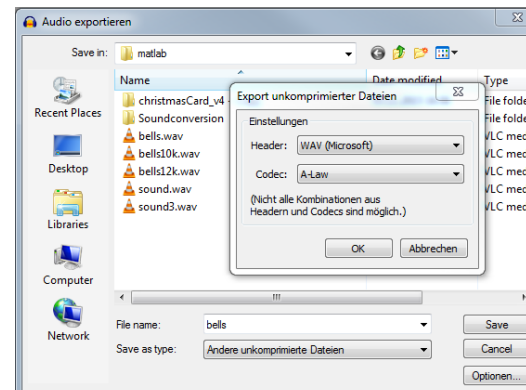 Audio exportieren
Save in:
matlab
Name
Date modified
Type
Recent Places
Desktop
Libraries
Computer
Network
christmasCard_v4 -
File folde
Soundconversion
File folde
bells.wav
VLC med
bells10k.wav
VLC med
bells12k.wav
VLC med
sound.wav
VLC med
sound3.wav
VLC med
Export unkomprimierter Dateien
Einstellungen
Header:
WAV (Microsoft)
Codec:
A-Law
(Nicht alle Kombinationen aus
Headern und Codecs sind möglich.)
OK
Abbrechen
File name:
bells
Save
Save as type:
Andere unkomprimierte Dateien
Cancel
Optionen...